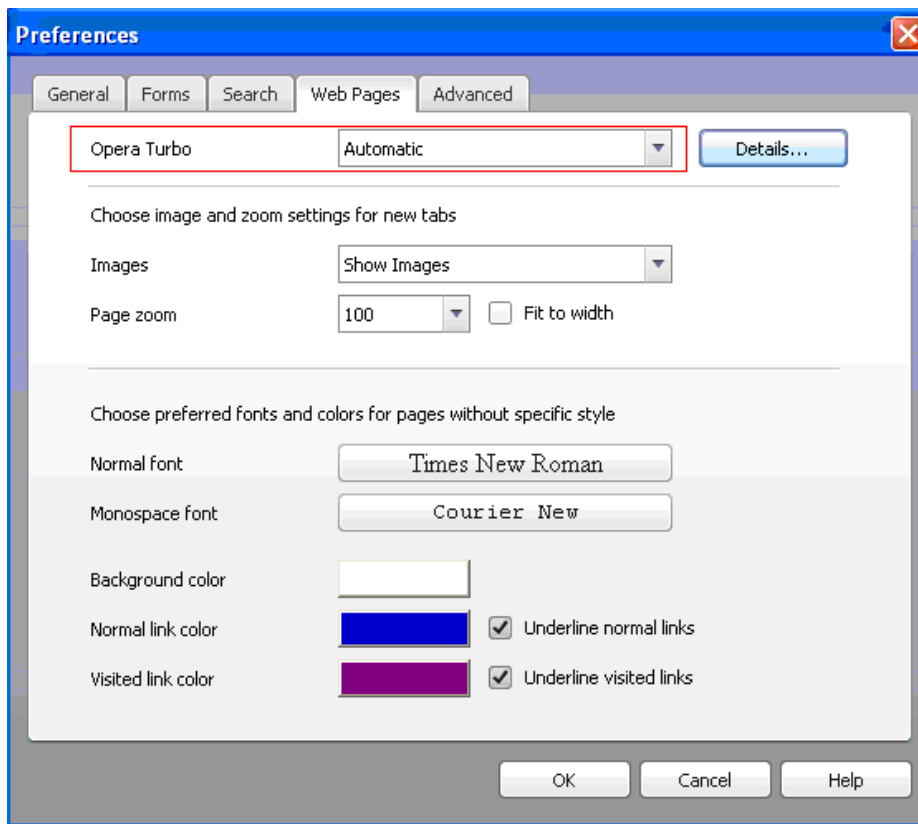 Preferences
General Forms Search Web Pages Advanced
Opera Turbo Automatic Details...
Choose image and zoom settings for new tabs
Images Show Images
Page zoom 100 Fit to width
Choose preferred fonts and colors for pages without specific style
Normal font Times New Roman
Monospace font Courier New
Background color
Normal link color Underline normal links
Visited link color Underline visited links
OK Cancel Help